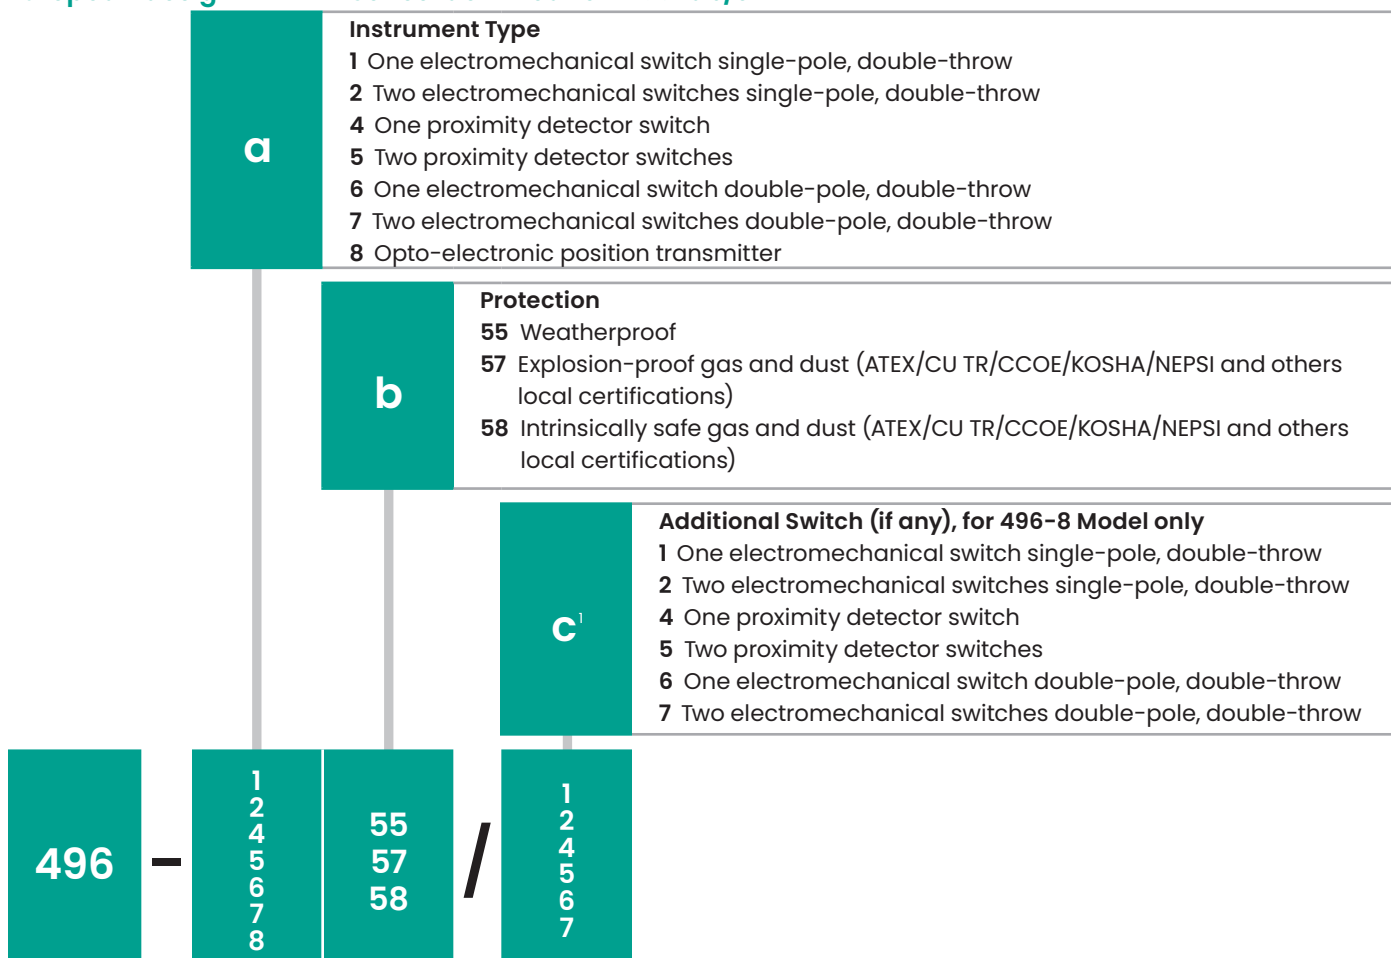 Instrument Type
1 One electromechanical switch single-pole, double-throw
2 Two electromechanical switches single-pole, double-throw
4 One proximity detector switch
5 Two proximity detector switches
6 One electromechanical switch double-pole, double-throw
7 Two electromechanical switches double-pole, double-throw
8 Opto-electronic position transmitter
a
Protection
55 Weatherproof
57 Explosion-proof gas and dust (ATEX/CU TR/CCOE/KOSHA/NEPSI and others
local certifications)
58 Intrinsically safe gas and dust (ATEX/CU TR/CCOE/KOSHA/NEPSI and others
local certifications)
b
Additional Switch (if any), for 496-8 Model only
1 One electromechanical switch single-pole, double-throw
2 Two electromechanical switches single-pole, double-throw
4 One proximity detector switch
5 Two proximity detector switches
6 One electromechanical switch double-pole, double-throw
7 Two electromechanical switches double-pole, double-throw
c¹
496 -
1
2
4
5
6
7
8
55
57
58
/
1
2
4
5
6
7